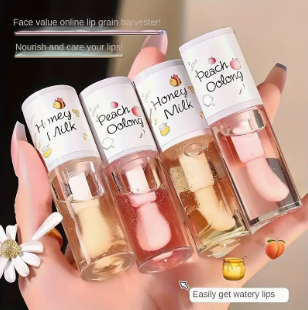 Face value online lip grain harvester!
Nourish and care your lips!
Honey
Milk
Peach
Oolong
Honey
Milk
Peach
Oolong
Easily get watery lips